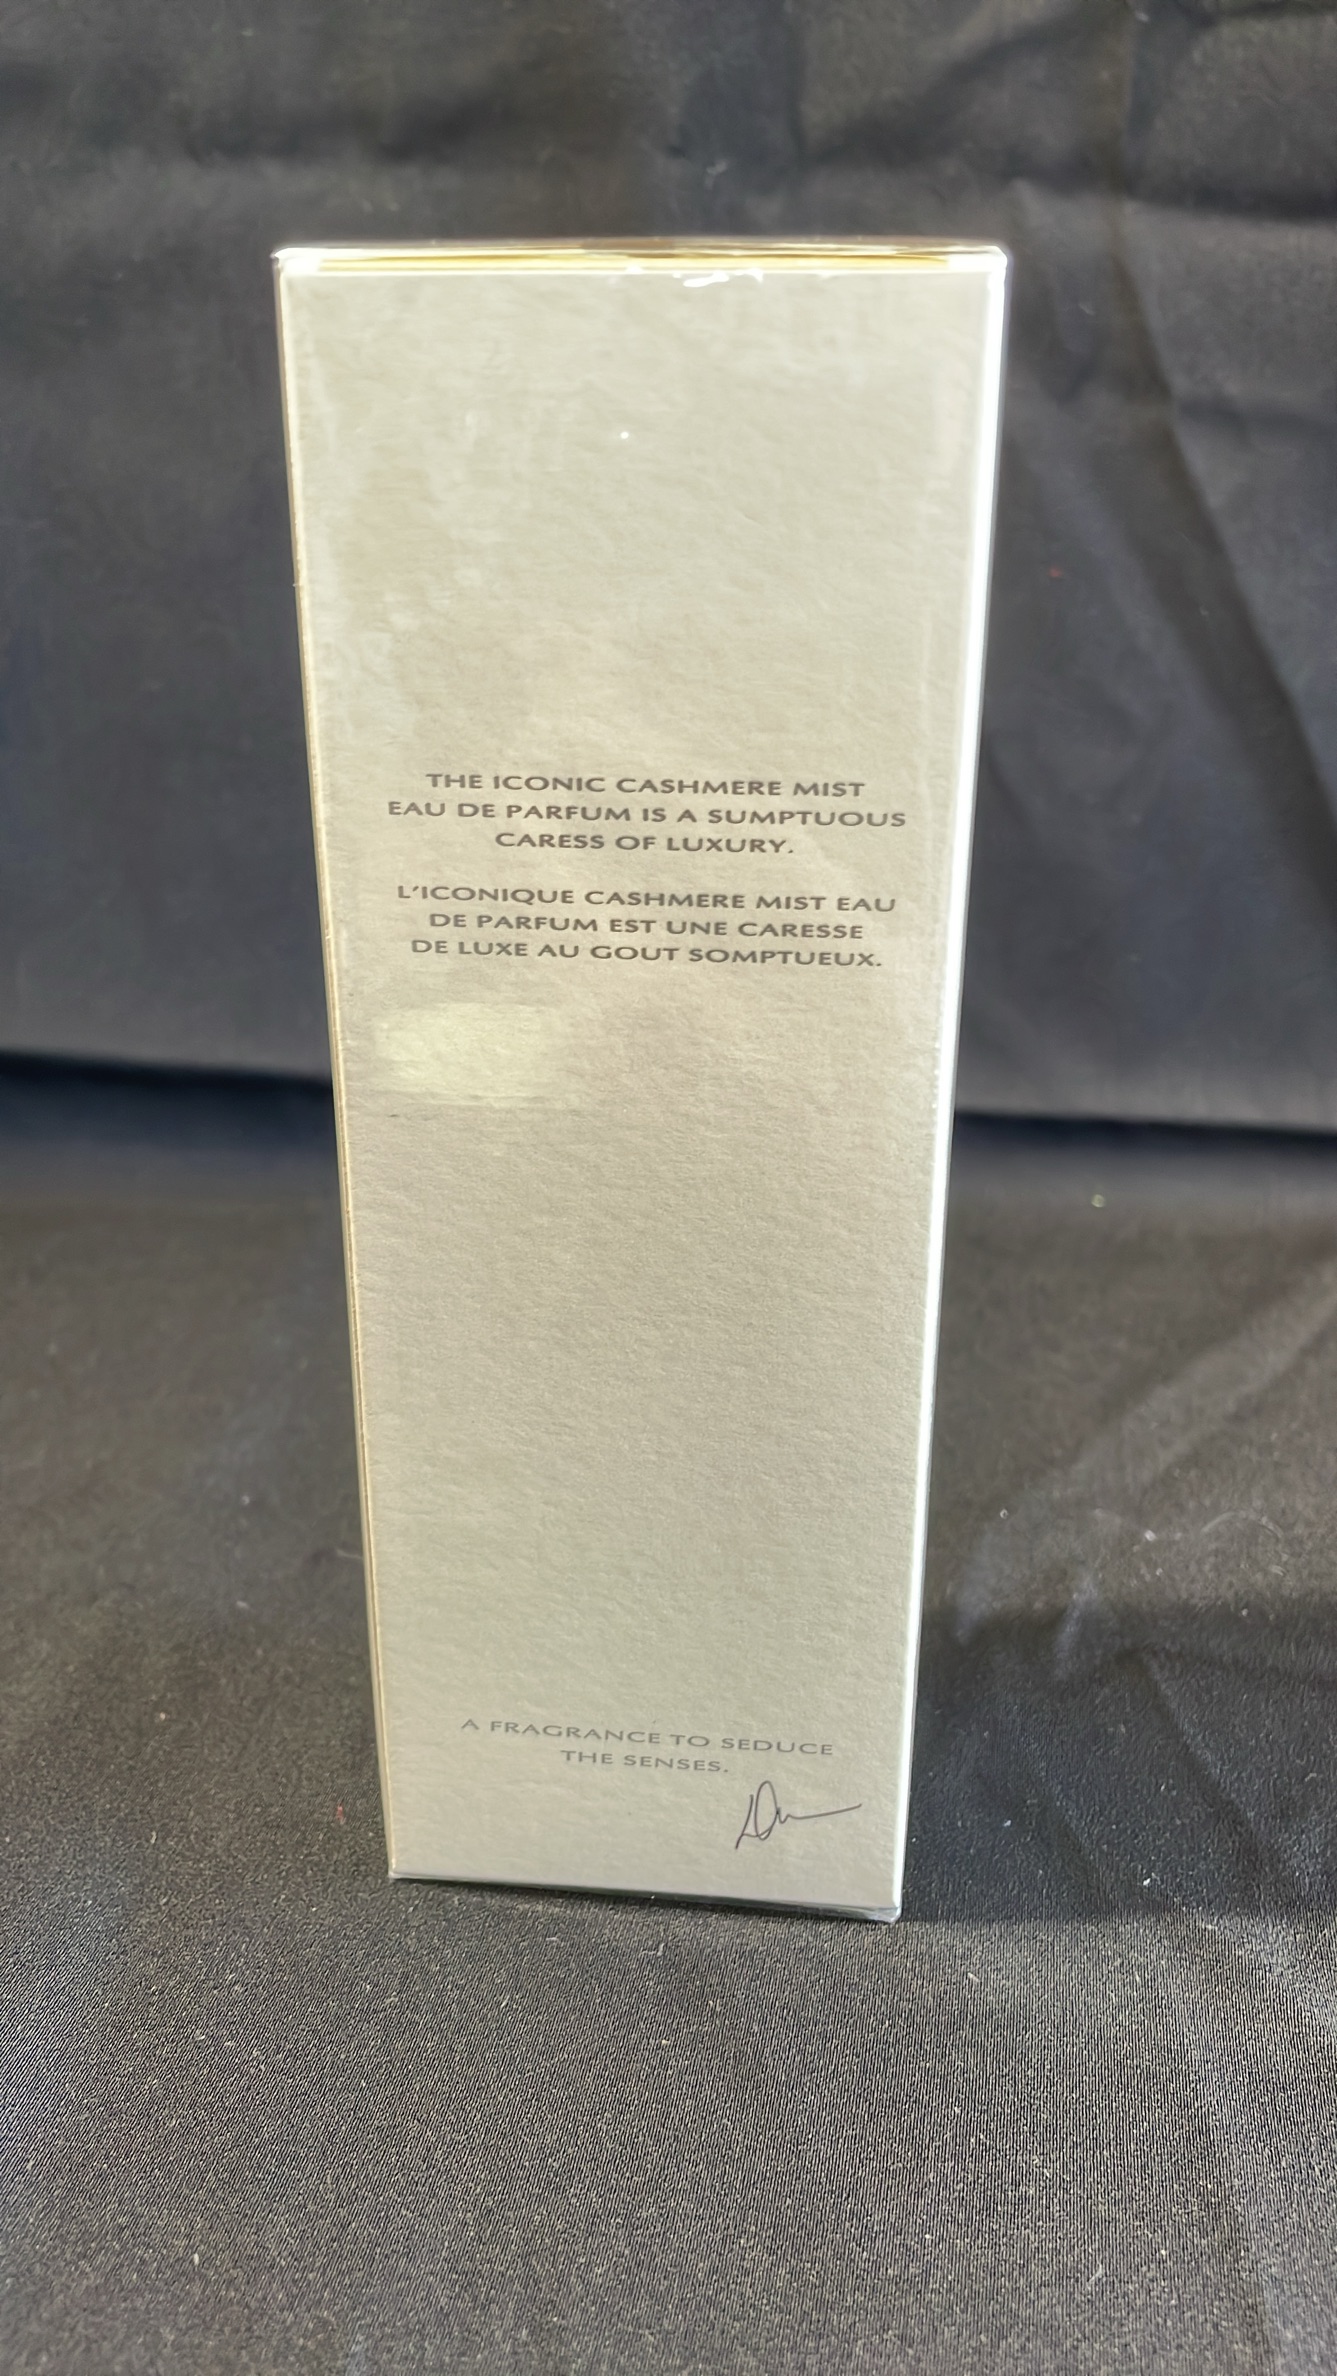 THE ICONIC CASHMERE MIST
EAU DE PARFUM IS A SUMPTUOUS
CARESS OF LUXURY.
L'ICONIQUE CASHMERE MIST EAU
DE PARFUM EST UNE CARESSE
DE LUXE AU GOUT SOMPTUEUX.
A FRAGRANCE TO SEDUCE
THE SENSES.